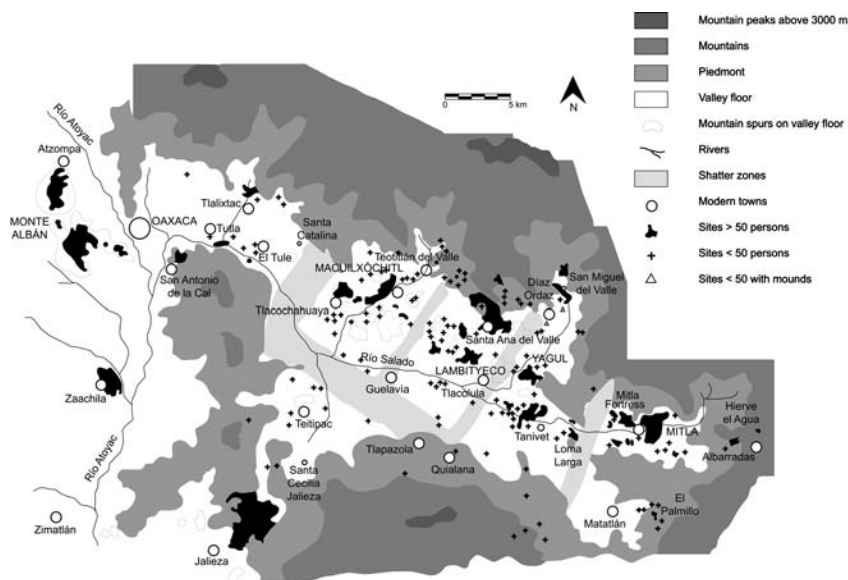 Mountain peaks above 3000 m
Mountains
Piedmont
Valley floor
Mountain spurs on valley floor
Rivers
Shatter zones
Modern towns
Sites > 50 persons
Sites < 50 persons
Sites < 50 with mounds
0
5 km
N
Río Atoyac
Atzompa
MONTE
ALBÁN
OAXACA
Tlalixtac
Tutla
El Tule
Santa
Catalina
San Antonio
de la Cal
Teotitlán del Valle
MACUILXÓCHITL
Tlacochahuaya
Díaz
Ordaz
San Miguel
del Valle
Santa Ana del Valle
Río Salado
LAMBITYECO
YAGUL
Guelavía
Tlacolula
Zaachila
Teitipac
Mitla
Fortress
MITLA
Hierve
el Agua
Tanivet
Tlapazola
Loma
Larga
Albarradas
Río Atoyac
Santa
Cecilia
Jalieza
Quialana
El
Palmillo
Matatlán
Zimatlán
Jalieza